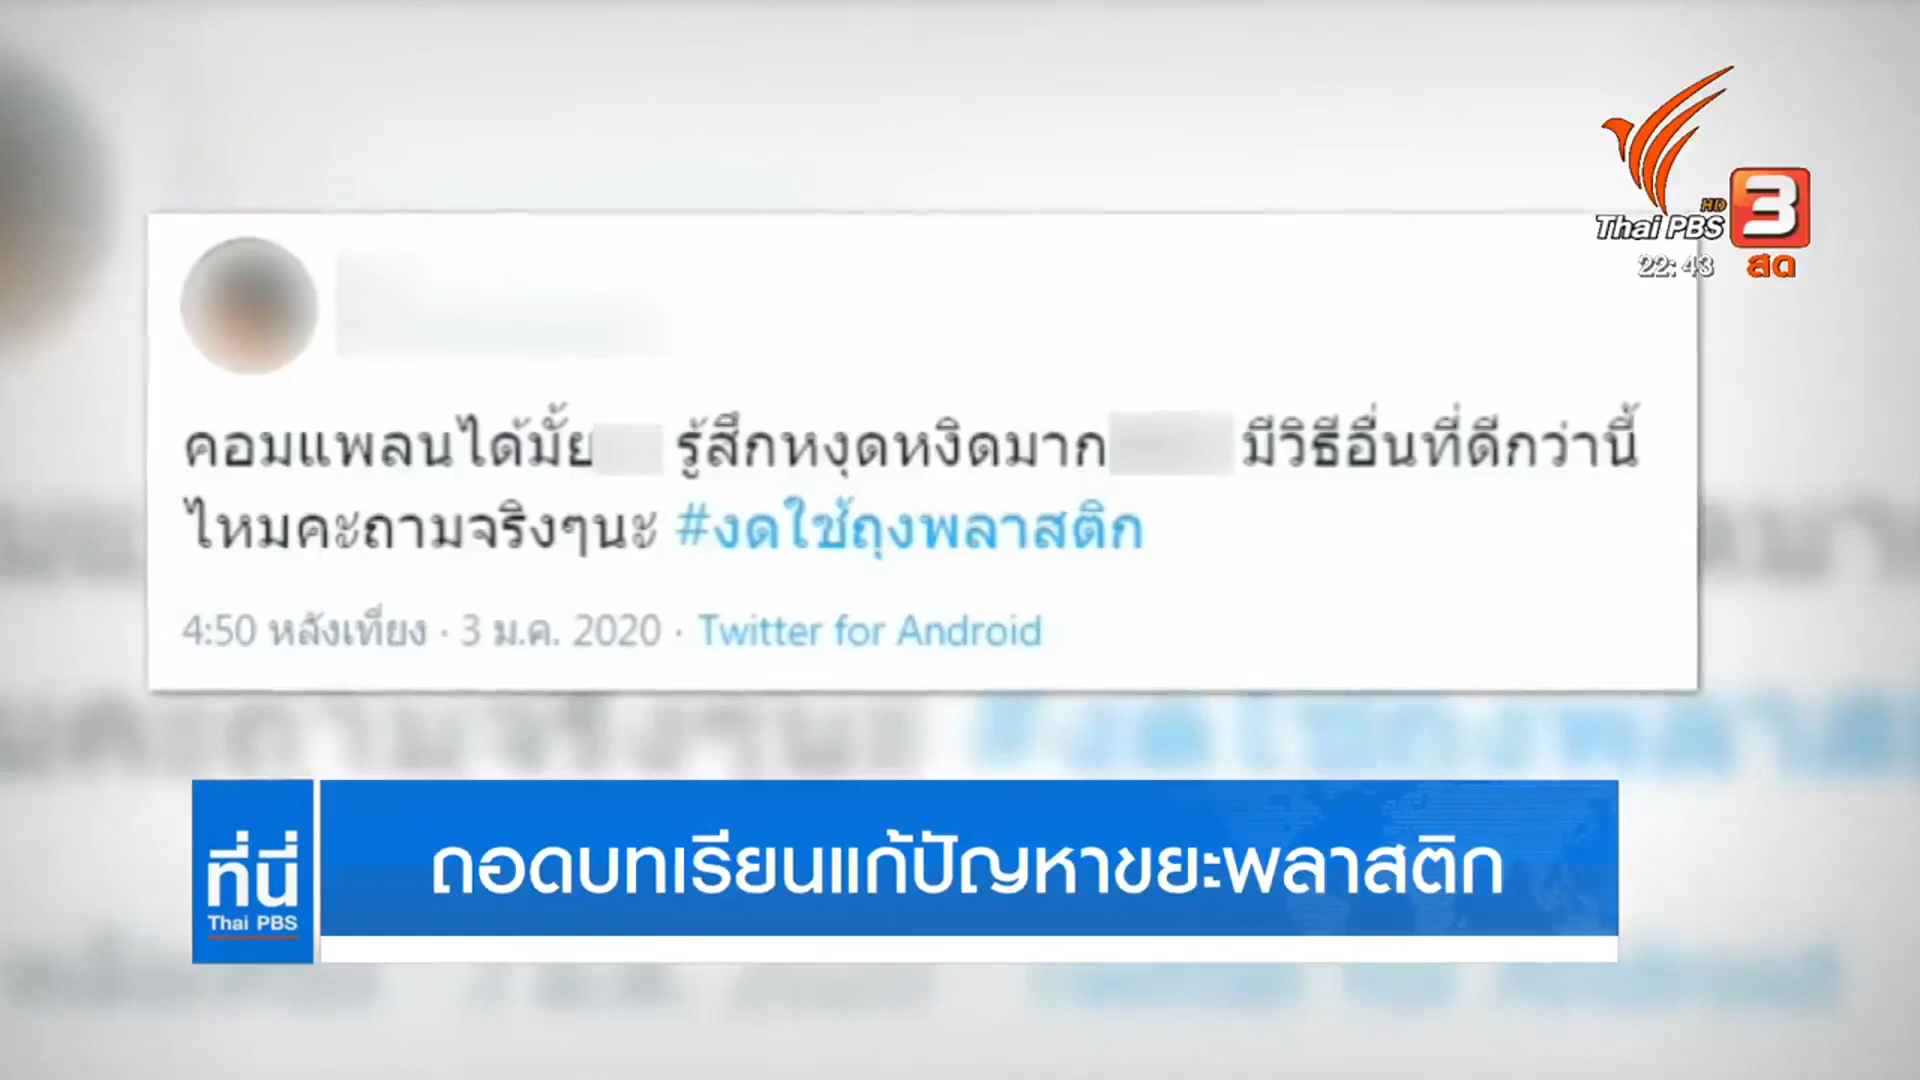 HD
Thai PBS 3
22:43 สด
คอมแพลนได้มั้ย รู้สึกหงุดหงิดมาก มีวิธีอื่นที่ดีกว่านี้
ไหมคะถามจริงๆนะ #งดใช้ถุงพลาสติก
4:50 หลังเที่ยง · 3 ม.ค. 2020 · Twitter for Android
ที่นี่
Thai PBS
ถอดบทเรียนแก้ปัญหาขยะพลาสติก